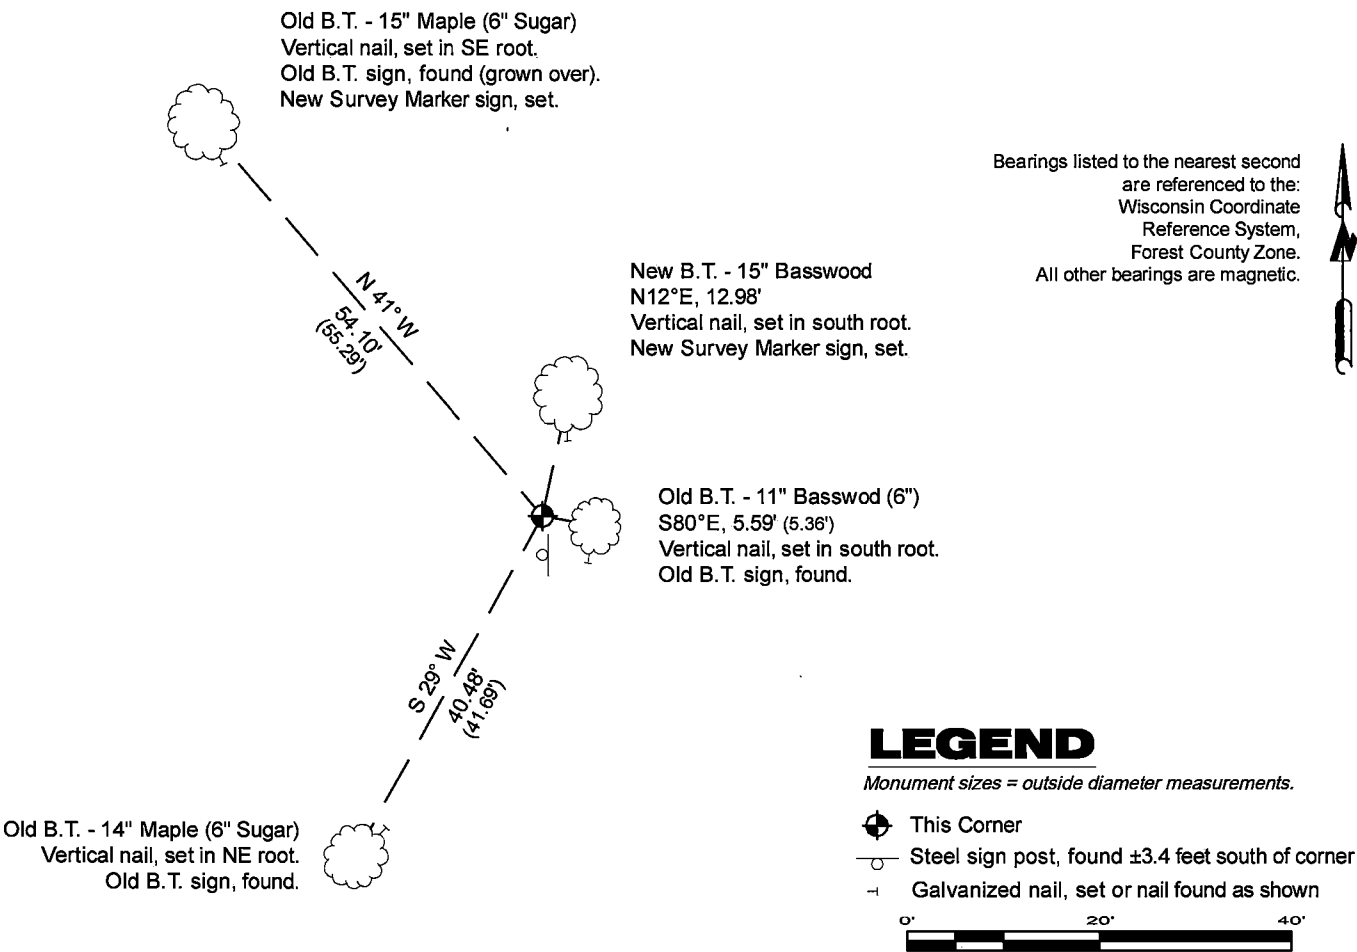 Old B.T. - 15" Maple (6" Sugar)
Vertical nail, set in SE root.
Old B.T. sign, found (grown over).
New Survey Marker sign, set.
Bearings listed to the nearest second
are referenced to the:
Wisconsin Coordinate
Reference System,
Forest County Zone.
All other bearings are magnetic.
N
New B.T. - 15" Basswood
N12°E, 12.98'
Vertical nail, set in south root.
New Survey Marker sign, set.
N 41° W
54.10'
(55.29')
Old B.T. - 11" Basswod (6")
S80°E, 5.59' (5.36')
Vertical nail, set in south root.
Old B.T. sign, found.
S 29° W
40.48'
(41.69')
Old B.T. - 14" Maple (6" Sugar)
Vertical nail, set in NE root.
Old B.T. sign, found.
LEGEND
Monument sizes = outside diameter measurements.
This Corner
Steel sign post, found ±3.4 feet south of corner
Galvanized nail, set or nail found as shown
0' 20' 40'